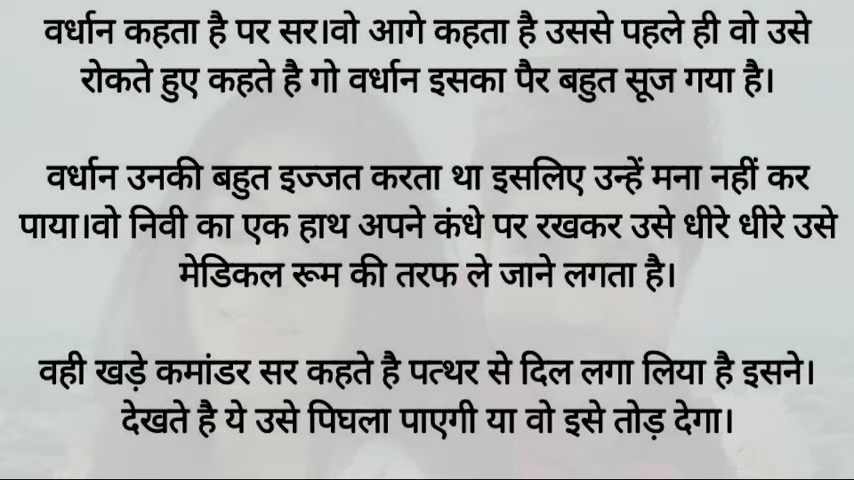 वर्धान कहता है पर सर।वो आगे कहता है उससे पहले ही वो उसे
रोकते हुए कहते है गो वर्धान इसका पैर बहुत सूज गया है।
वर्धान उनकी बहुत इज्जत करता था इसलिए उन्हें मना नहीं कर
पाया।वो निवी का एक हाथ अपने कंधे पर रखकर उसे धीरे धीरे उसे
मेडिकल रूम की तरफ ले जाने लगता है।
वही खड़े कमांडर सर कहते है पत्थर से दिल लगा लिया है इसने।
देखते है ये उसे पिघला पाएगी या वो इसे तोड़ देगा।